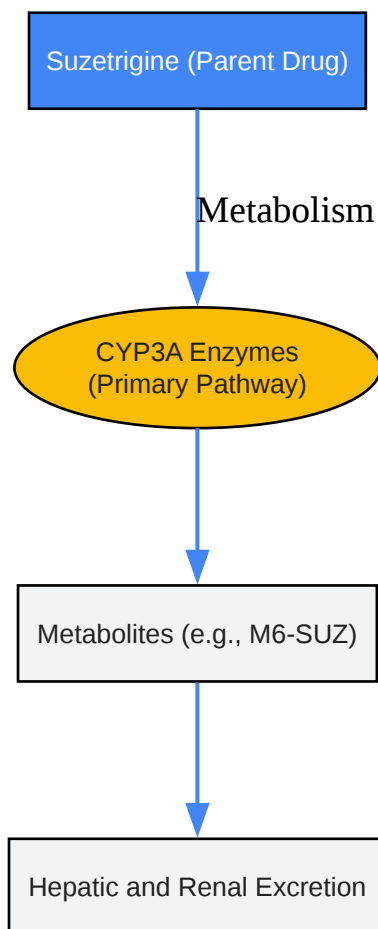 Suzetrigine (Parent Drug)
Metabolism
CYP3A Enzymes
(Primary Pathway)
Metabolites (e.g., M6-SUZ)
Hepatic and Renal Excretion